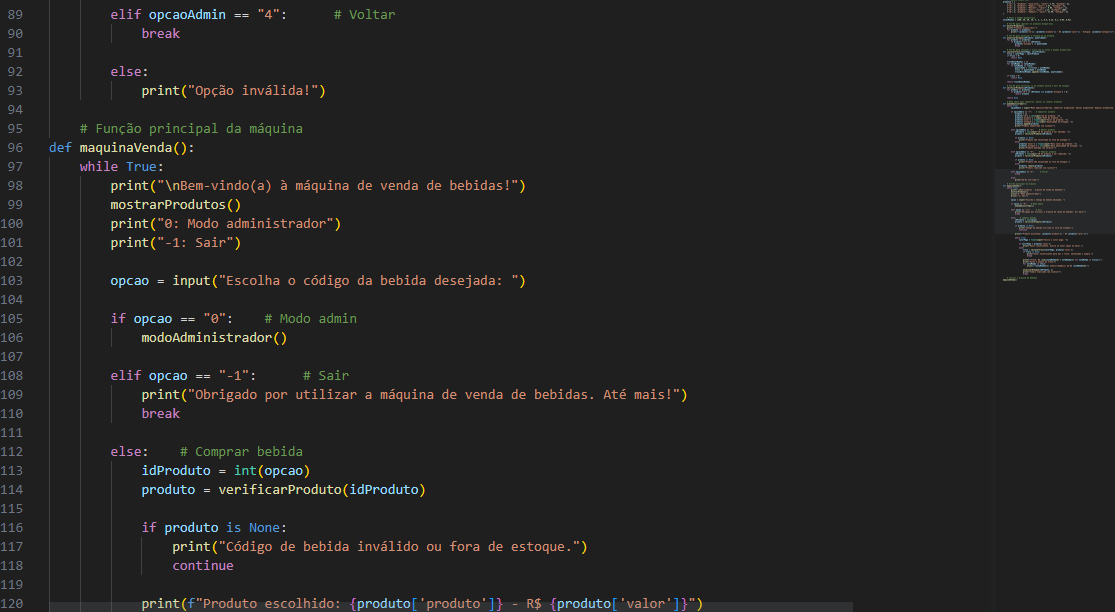 89 elif opcaoAdmin == "4":      # Voltar
90 break
91
92 else:
93 print("Opção inválida!")
94
95 # Função principal da máquina
96 def maquinaVenda():
97 while True:
98 print("\nBem-vindo(a) à máquina de venda de bebidas!")
99 mostrarProdutos()
100 print("0: Modo administrador")
101 print("-1: Sair")
102
103 opcao = input("Escolha o código da bebida desejada: ")
104
105 if opcao == "0":    # Modo admin
106 modoAdministrador()
107
108 elif opcao == "-1":      # Sair
109 print("Obrigado por utilizar a máquina de venda de bebidas. Até mais!")
110 break
111
112 else:    # Comprar bebida
113 idProduto = int(opcao)
114 produto = verificarProduto(idProduto)
115
116 if produto is None:
117 print("Código de bebida inválido ou fora de estoque.")
118 continue
119
120 print(f"Produto escolhido: {produto['produto']} - R$ {produto['valor']}")